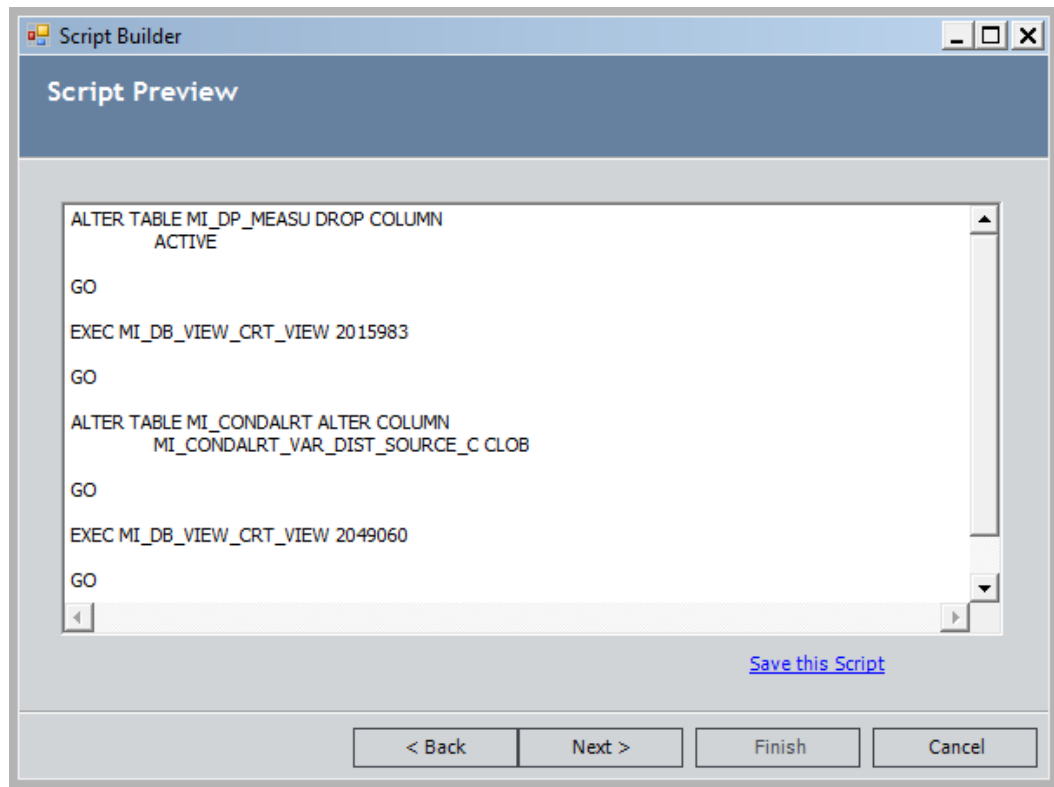 Script Builder
Script Preview
ALTER TABLE MI_DP_MEASU DROP COLUMN
ACTIVE
GO
EXEC MI_DB_VIEW_CRT_VIEW 2015983
GO
ALTER TABLE MI_CONDALRT ALTER COLUMN
MI_CONDALRT_VAR_DIST_SOURCE_C CLOB
GO
EXEC MI_DB_VIEW_CRT_VIEW 2049060
GO
Save this Script
< Back Next > Finish Cancel